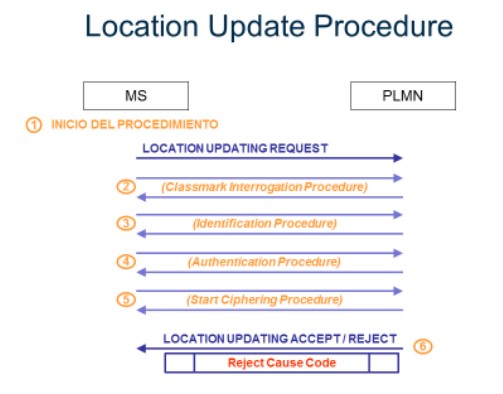 Location Update Procedure
MS
PLMN
1 INICIO DEL PROCEDIMIENTO
LOCATION UPDATING REQUEST
2 (Classmark Interrogation Procedure)
3 (Identification Procedure)
4 (Authentication Procedure)
5 (Start Ciphering Procedure)
LOCATION UPDATING ACCEPT / REJECT 6
Reject Cause Code